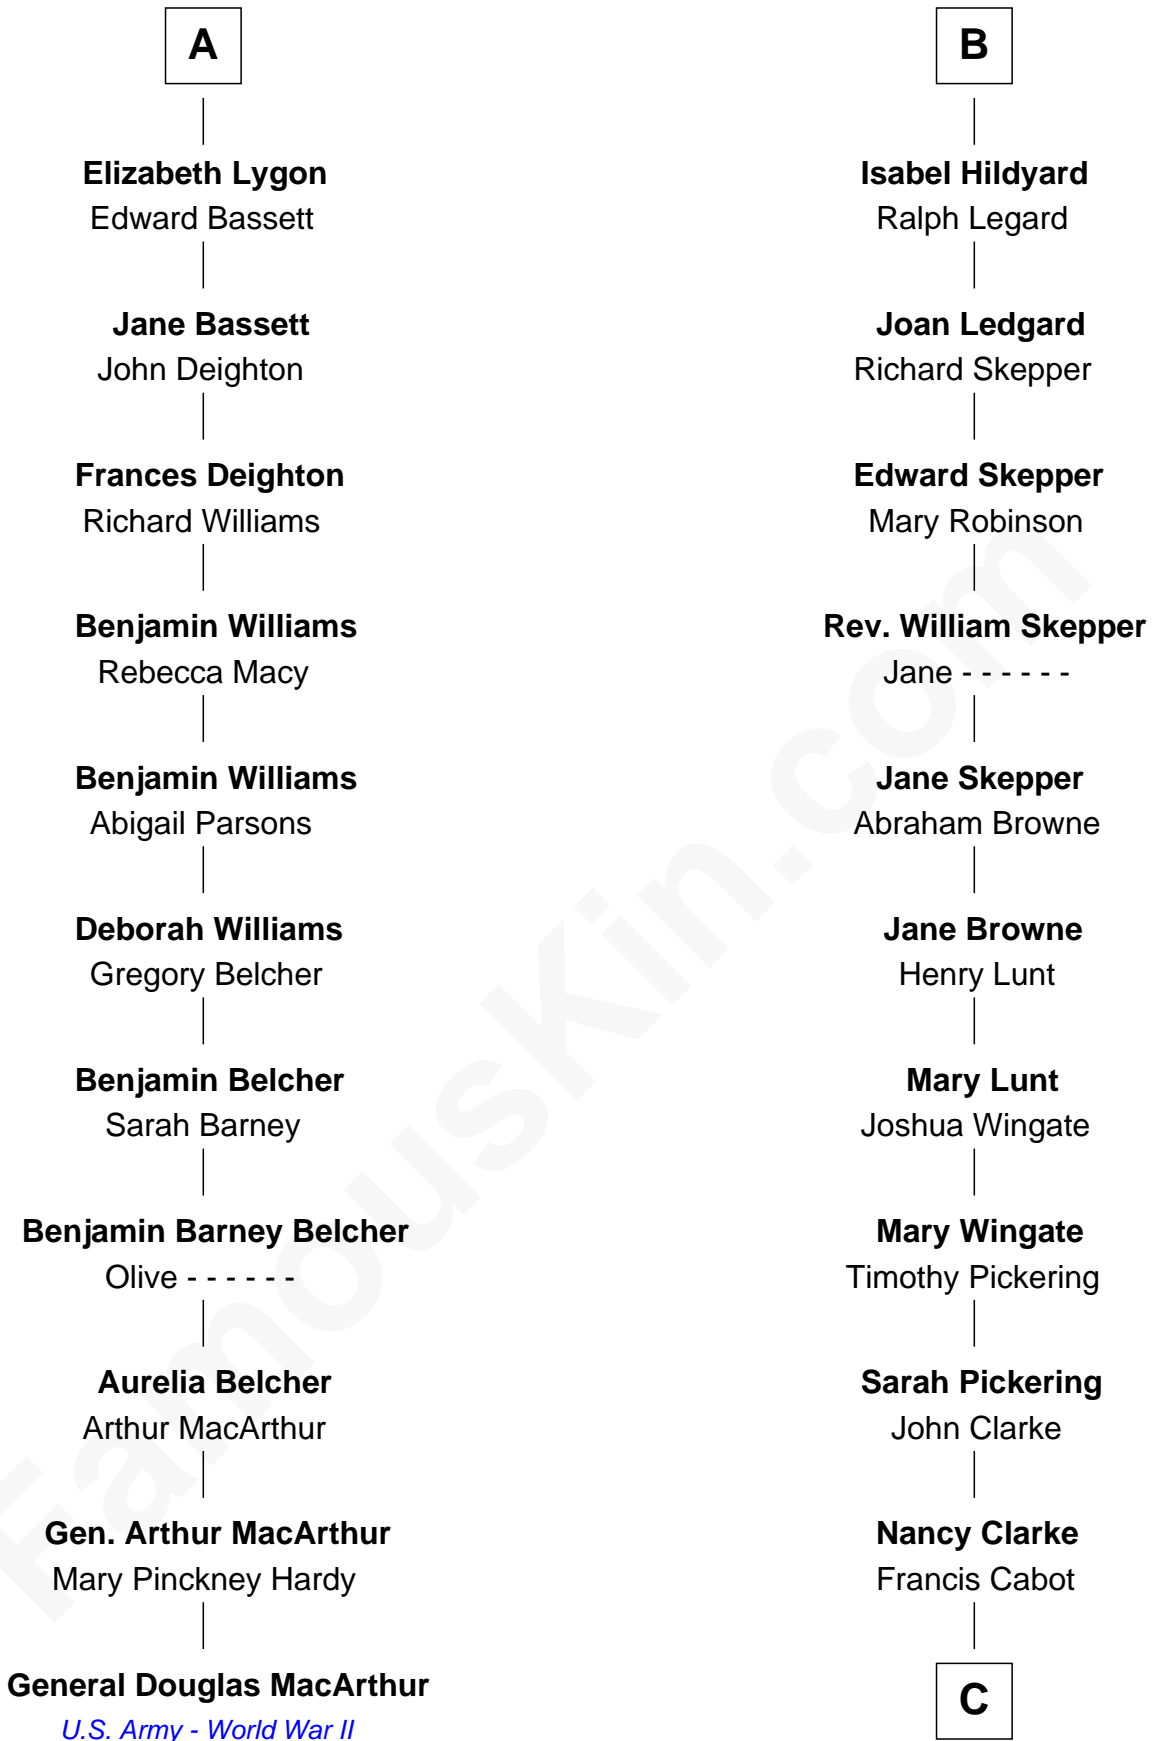 A
Elizabeth Lygon
Edward Bassett
Jane Bassett
John Deighton
Frances Deighton
Richard Williams
Benjamin Williams
Rebecca Macy
Benjamin Williams
Abigail Parsons
Deborah Williams
Gregory Belcher
Benjamin Belcher
Sarah Barney
Benjamin Barney Belcher
Olive - - - - - -
Aurelia Belcher
Arthur MacArthur
Gen. Arthur MacArthur
Mary Pinckney Hardy
General Douglas MacArthur
U.S. Army - World War II
B
Isabel Hildyard
Ralph Legard
Joan Ledgard
Richard Skepper
Edward Skepper
Mary Robinson
Rev. William Skepper
Jane - - - - - -
Jane Skepper
Abraham Browne
Jane Browne
Henry Lunt
Mary Lunt
Joshua Wingate
Mary Wingate
Timothy Pickering
Sarah Pickering
John Clarke
Nancy Clarke
Francis Cabot
C
FamousKin.com